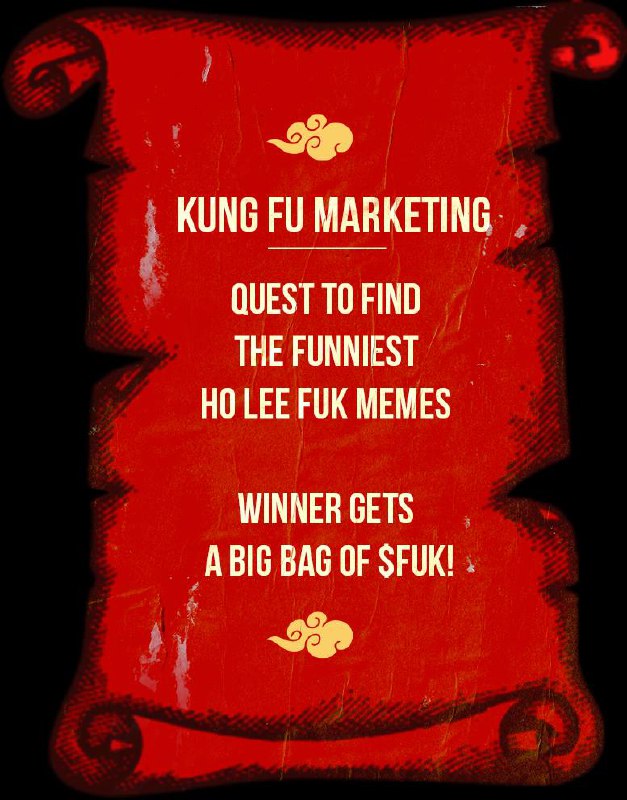 KUNG FU MARKETING
QUEST TO FIND
THE FUNNIEST
HO LEE FUK MEMES
WINNER GETS
A BIG BAG OF $FUK!